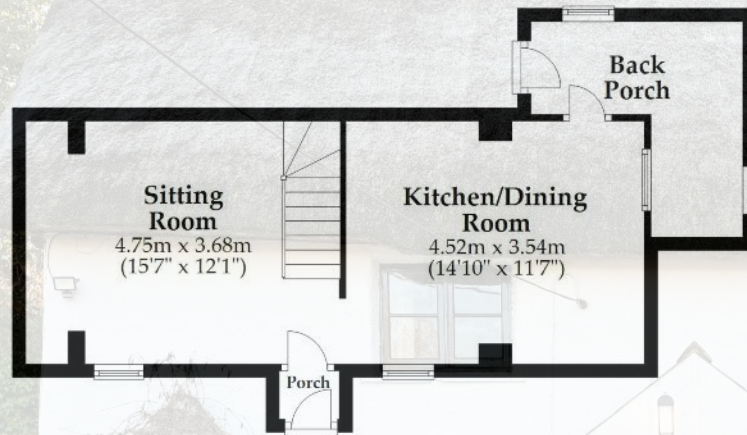 Back
Porch
Sitting
Room
4.75m x 3.68m
(15'7" x 12'1")
Kitchen/Dining
Room
4.52m x 3.54m
(14'10" x 11'7")
Porch